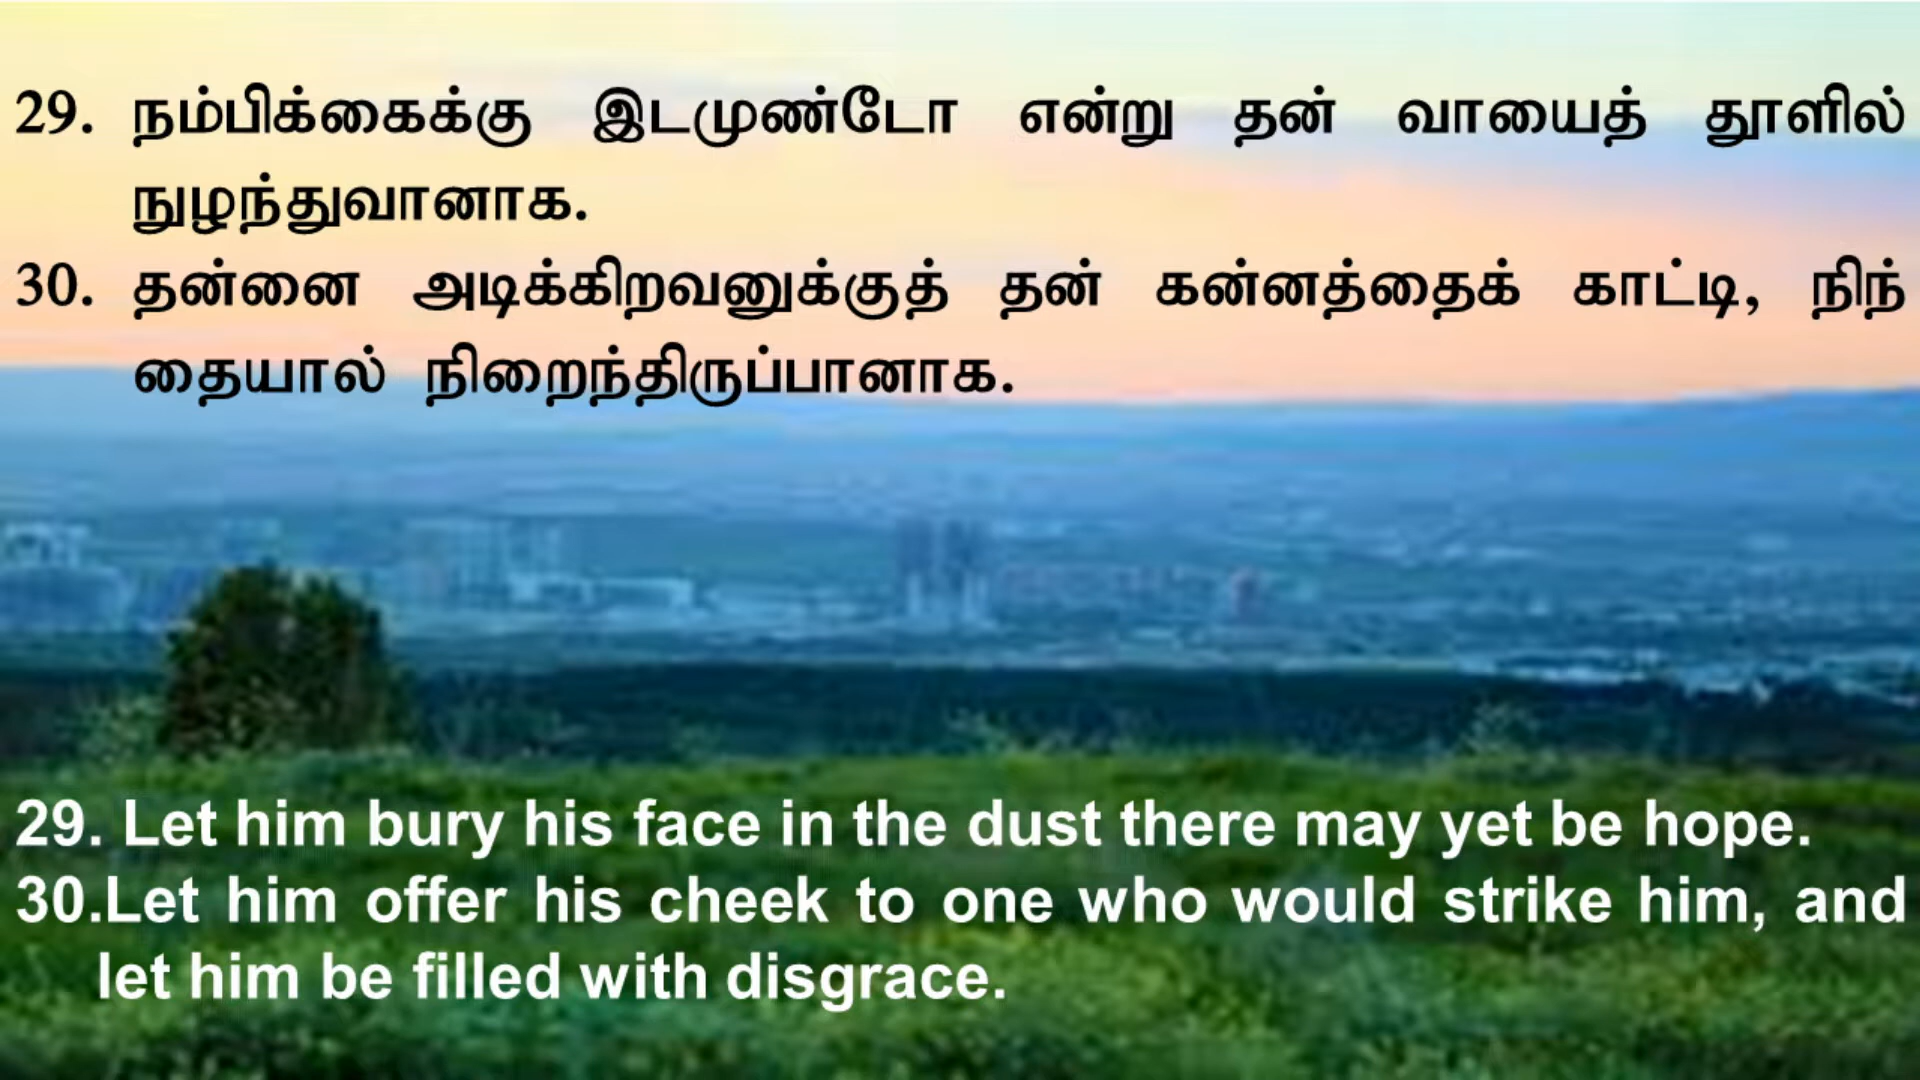 29. நம்பிக்கைக்கு இடமுண்டோ என்று தன் வாயைத் தூளில்
நுழந்துவானாக.
30. தன்னை அடிக்கிறவனுக்குத் தன் கன்னத்தைக் காட்டி, நிந்
தையால் நிறைந்திருப்பானாக.
29. Let him bury his face in the dust there may yet be hope.
30.Let him offer his cheek to one who would strike him, and
let him be filled with disgrace.